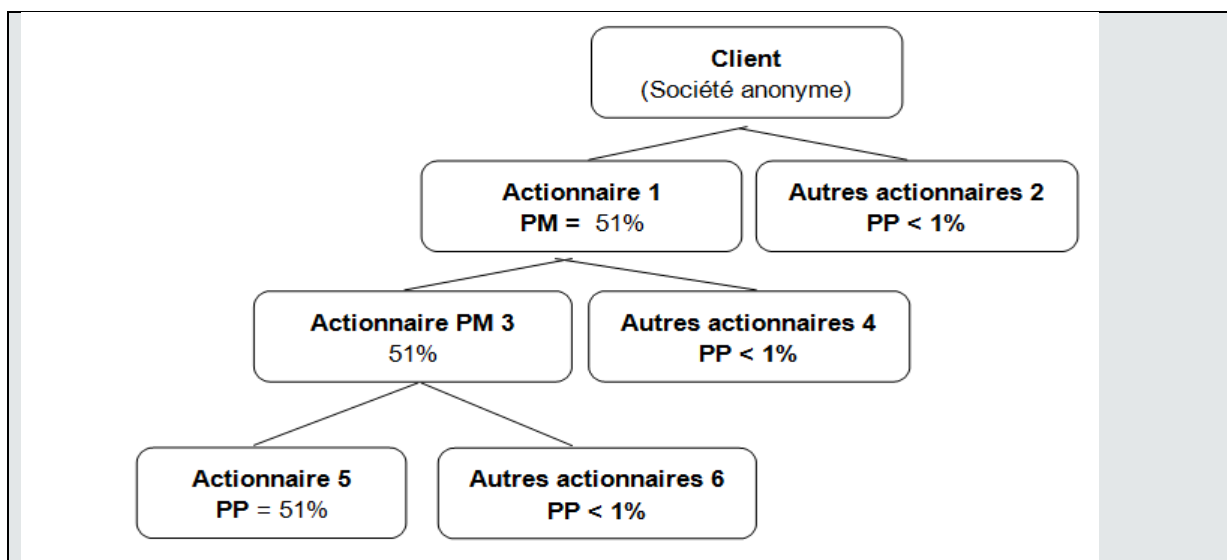 Client
(Société anonyme)
Actionnaire 1
PM = 51%
Autres actionnaires 2
PP < 1%
Actionnaire PM 3
51%
Autres actionnaires 4
PP < 1%
Actionnaire 5
PP = 51%
Autres actionnaires 6
PP < 1%